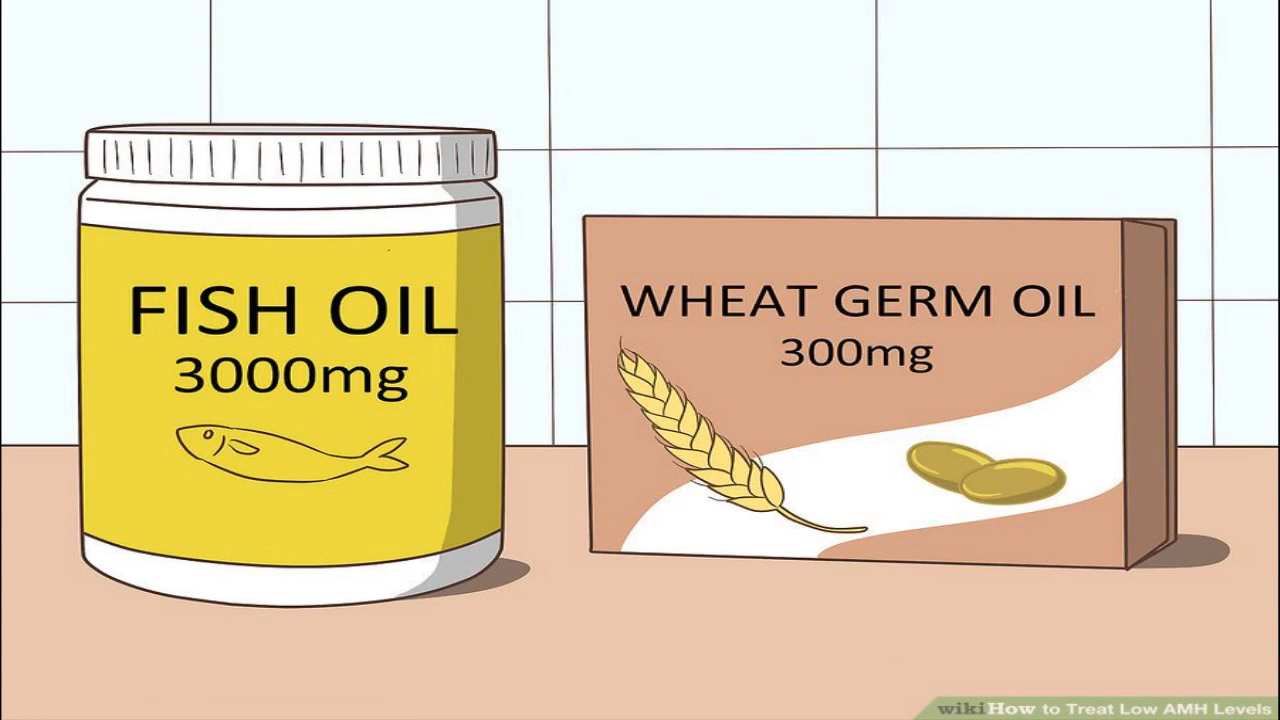 FISH OIL
3000mg
WHEAT GERM OIL
300mg
wikiHow to Treat Low AMH Levels